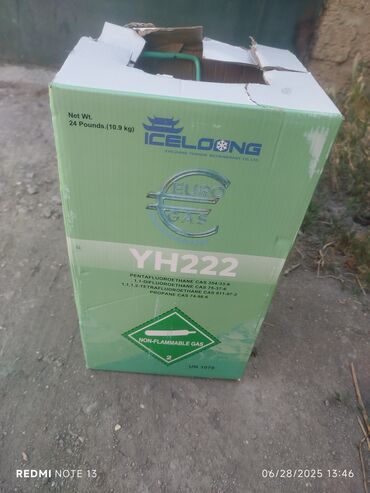 Net Wt.
24 Pounds.(10.9 kg)
ICELOONG
EURO
GAS
YH222
PENTAFLUOROETHANE CAS 354-33-6
1,1-DIFLUOROETHANE CAS 75-37-6
1,1,1,2-TETRAFLUOROETHANE CAS 811-97-2
PROPANE CAS 74-98-6
NON-FLAMMABLE GAS
2
UN 1078
REDMI NOTE 13
06/28/2025 13:46